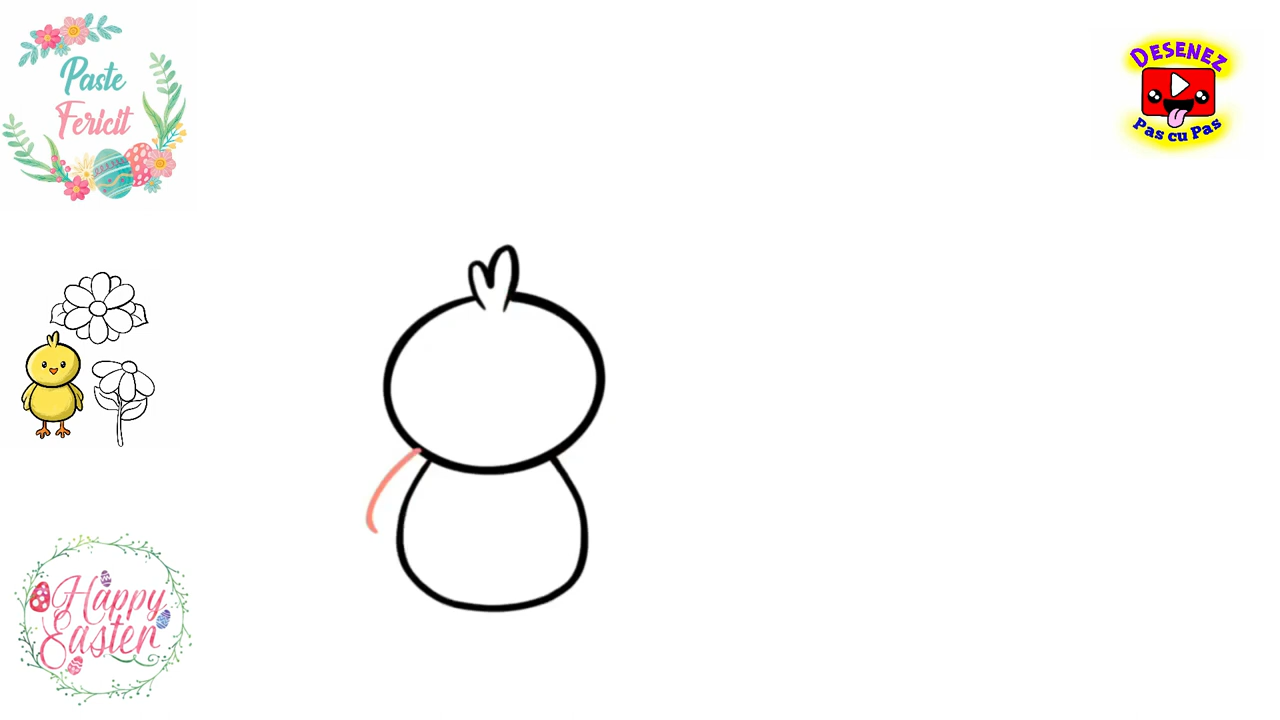 Paste
Fericit
DESENEZ
Pas cu Pas
Happy
Easter